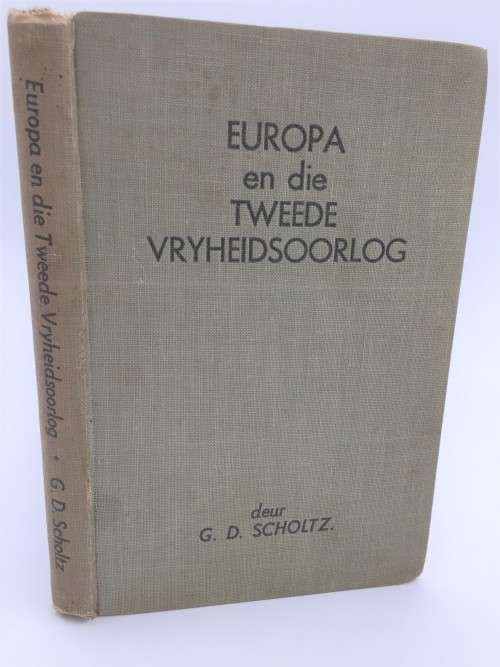 EUROPA
en die
TWEEDE
VRYHEIDSOORLOG
deur
G. D. SCHOLTZ.
Europa en die Tweede Vryheidsoorlog • G. D. Scholtz